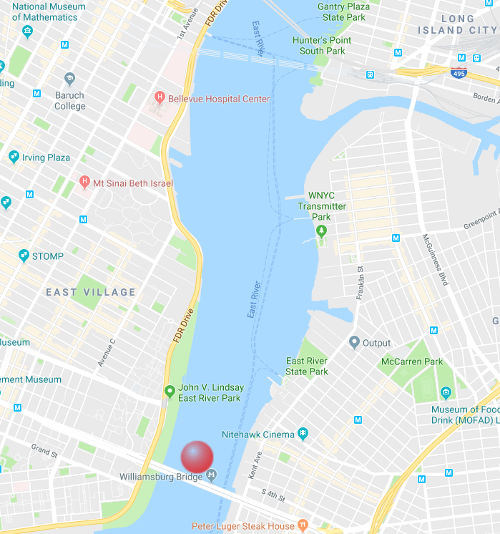 National Museum of
Mathematics
Gantry Plaza
State Park
1st Avenue
FDR Drive
East River
LONG
ISLAND CITY
Hunter's Point
South Park
495
Borden A
ding
Baruch
College
Bellevue Hospital Center
Irving Plaza
Mt Sinai Beth Israel
WNYC
Transmitter
Park
Greenpoint A
STOMP
McGuinness Blvd
Franklin St
EAST VILLAGE
East River
FDR Drive
G
Avenue C
Museum
Output
East River
State Park
McCarren Park
ement Museum
John V. Lindsay
East River Park
Museum of Food
Drink (MOFAD) L
Nitehawk Cinema
Grand St
Kent Ave
Williamsburg Bridge
S 4th St
Peter Luger Steak House